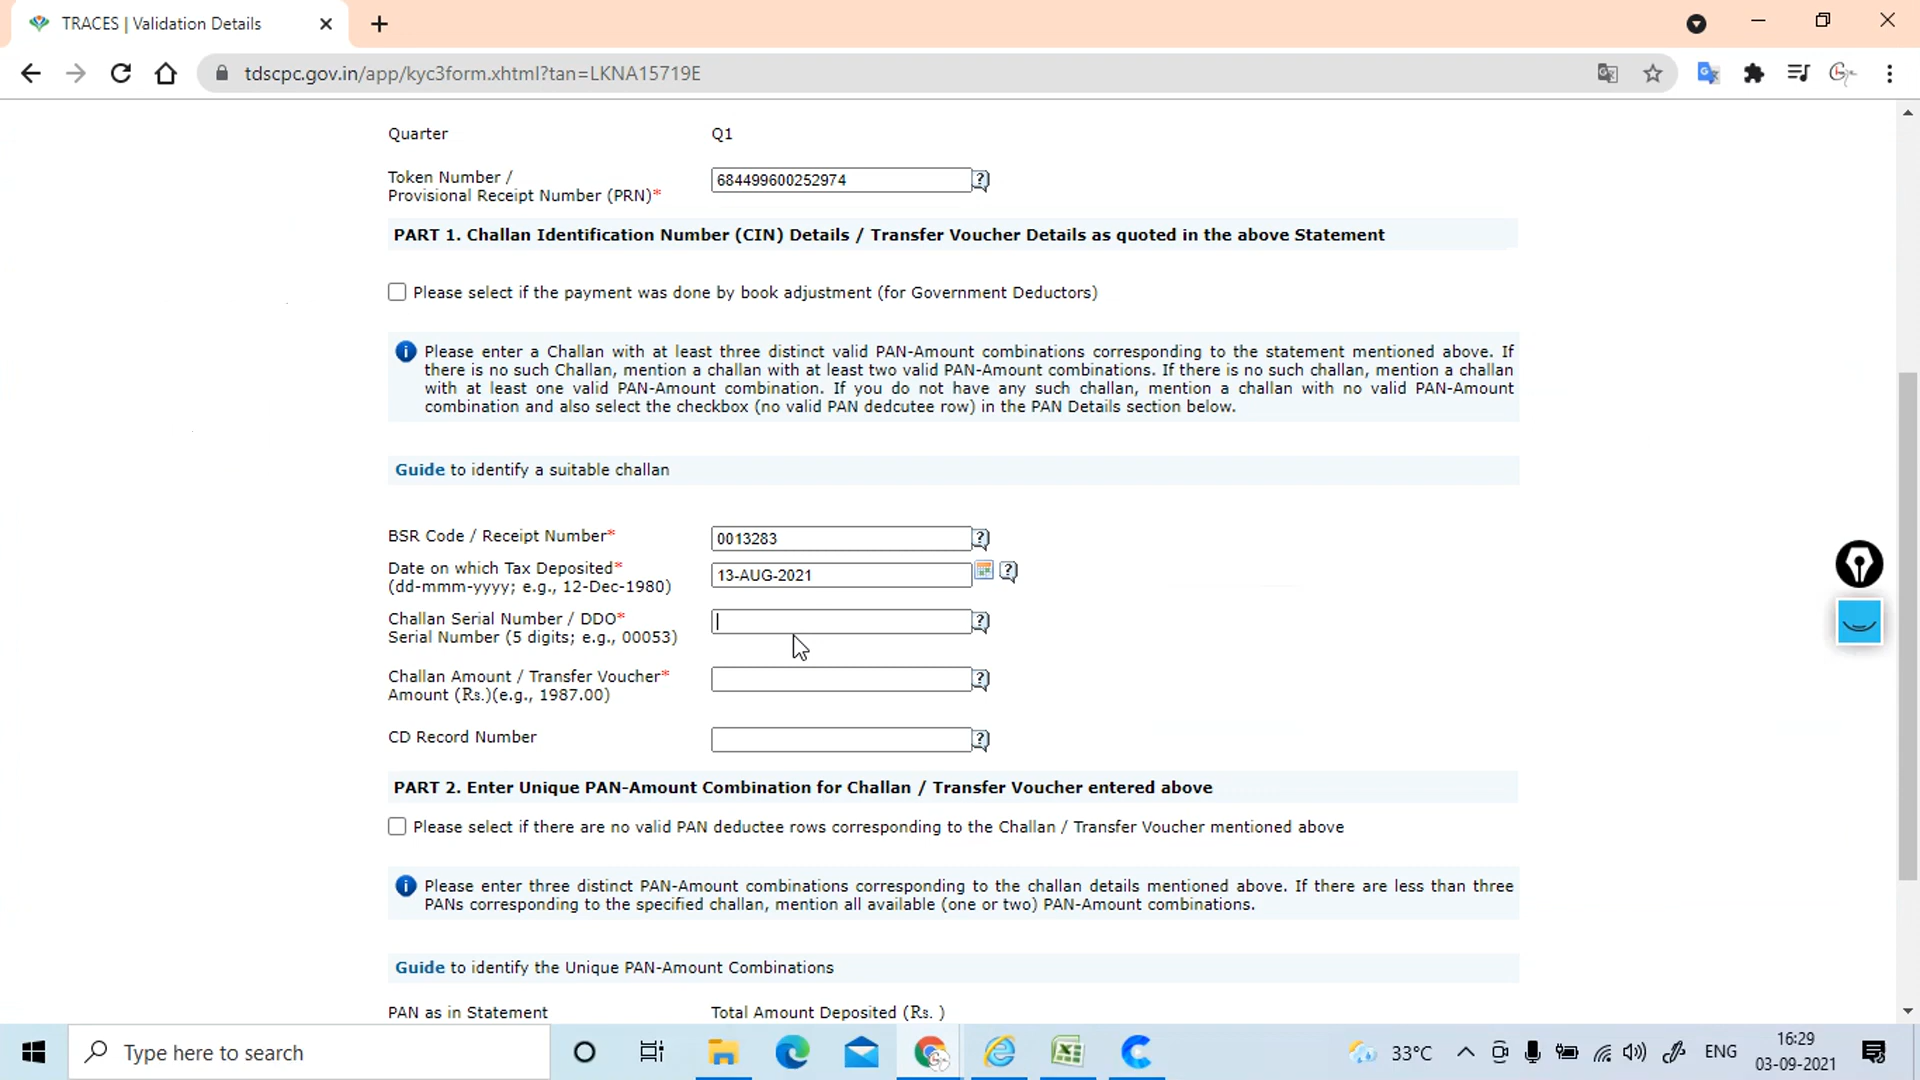 TRACES | Validation Details
tdscpc.gov.in/app/kyc3form.xhtml?tan=LKNA15719E
Quarter Q1
Token Number /
Provisional Receipt Number (PRN)* 684499600252974
PART 1. Challan Identification Number (CIN) Details / Transfer Voucher Details as quoted in the above Statement
Please select if the payment was done by book adjustment (for Government Deductors)
Please enter a Challan with at least three distinct valid PAN-Amount combinations corresponding to the statement mentioned above. If
there is no such Challan, mention a challan with at least two valid PAN-Amount combinations. If there is no such challan, mention a challan
with at least one valid PAN-Amount combination. If you do not have any such challan, mention a challan with no valid PAN-Amount
combination and also select the checkbox (no valid PAN dedcutee row) in the PAN Details section below.
Guide to identify a suitable challan
BSR Code / Receipt Number* 0013283
Date on which Tax Deposited* 13-AUG-2021
(dd-mmm-yyyy; e.g., 12-Dec-1980)
Challan Serial Number / DDO*
Serial Number (5 digits; e.g., 00053)
Challan Amount / Transfer Voucher*
Amount (Rs.)(e.g., 1987.00)
CD Record Number
PART 2. Enter Unique PAN-Amount Combination for Challan / Transfer Voucher entered above
Please select if there are no valid PAN deductee rows corresponding to the Challan / Transfer Voucher mentioned above
Please enter three distinct PAN-Amount combinations corresponding to the challan details mentioned above. If there are less than three
PANs corresponding to the specified challan, mention all available (one or two) PAN-Amount combinations.
Guide to identify the Unique PAN-Amount Combinations
PAN as in Statement Total Amount Deposited (Rs. )
Type here to search
33°C
ENG
16:29
03-09-2021